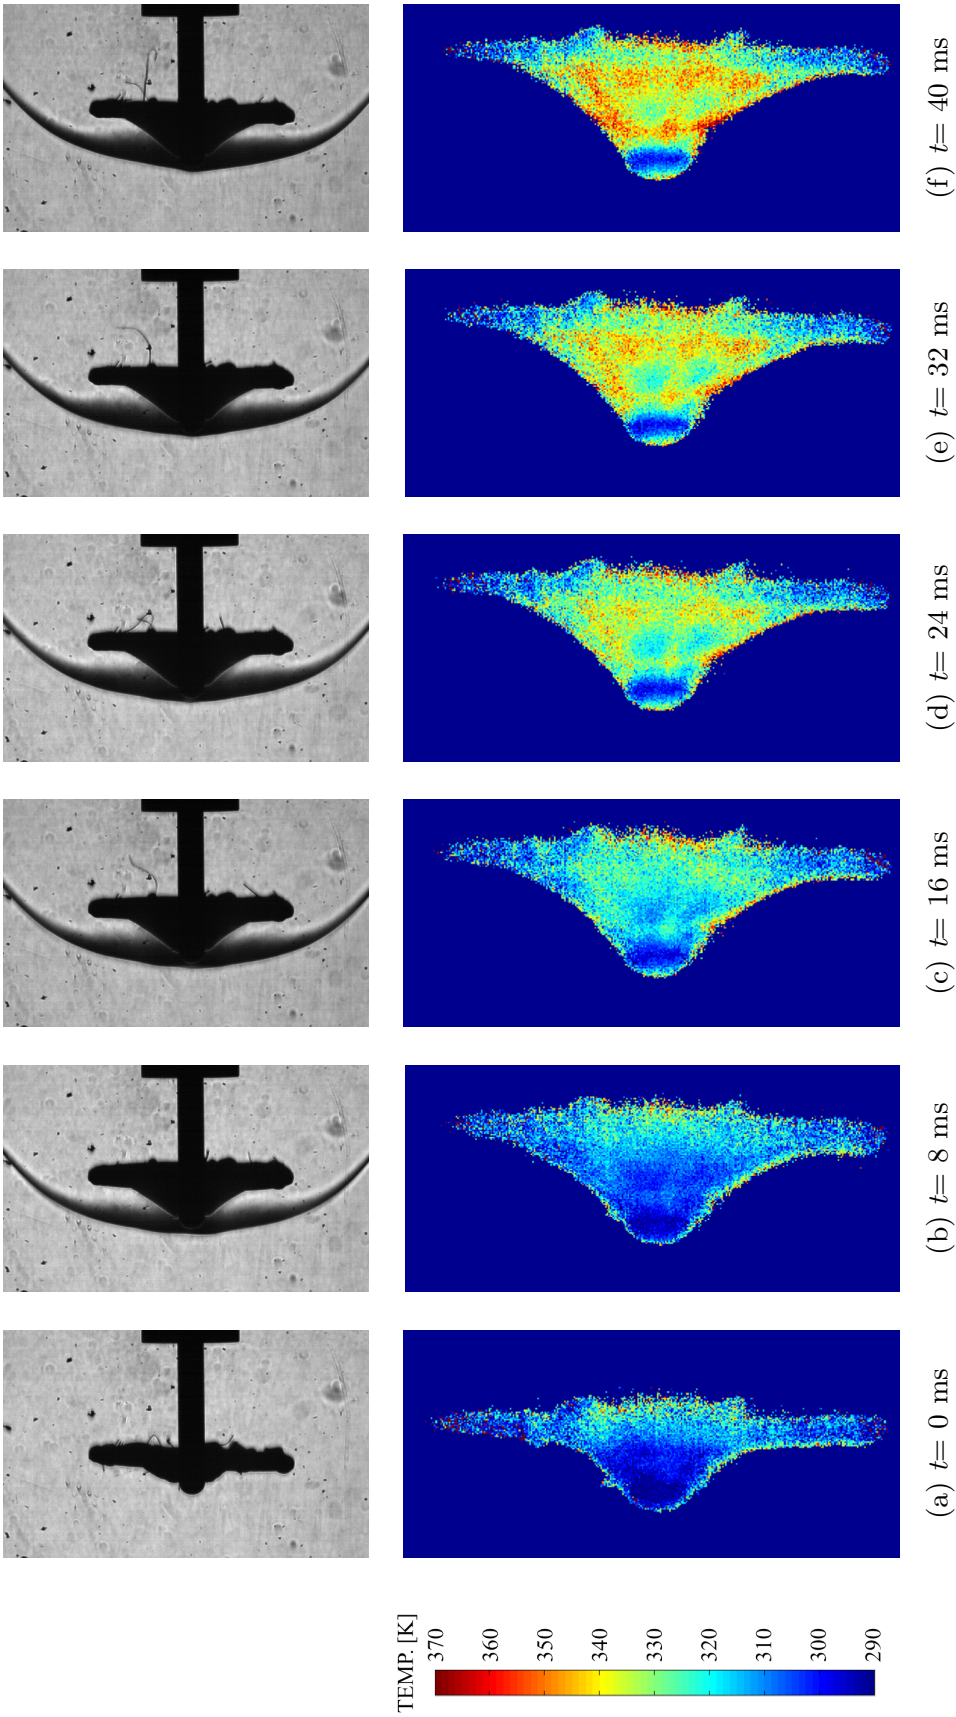 TEMP. [K]
370
360
350
340
330
320
310
300
290
(a) t= 0 ms
(b) t= 8 ms
(c) t= 16 ms
(d) t= 24 ms
(e) t= 32 ms
(f) t= 40 ms